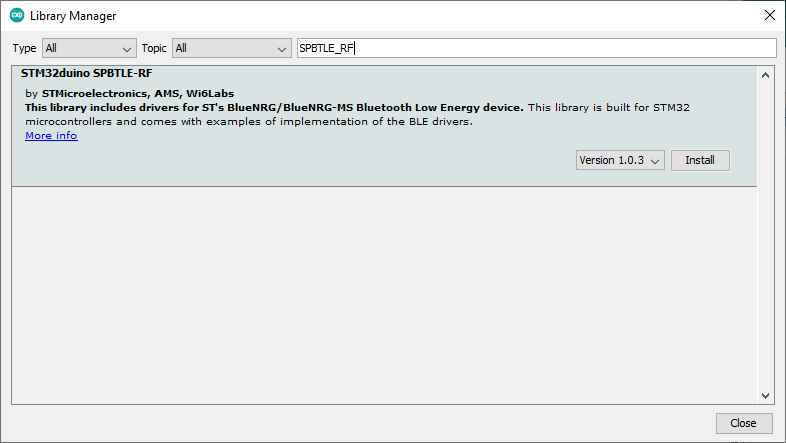 Library Manager
Type All Topic All SPBTLE_RF
STM32duino SPBTLE-RF
by STMicroelectronics, AMS, Wi6Labs
This library includes drivers for ST's BlueNRG/BlueNRG-MS Bluetooth Low Energy device. This library is built for STM32
microcontrollers and comes with examples of implementation of the BLE drivers.
More info
Version 1.0.3 Install
Close